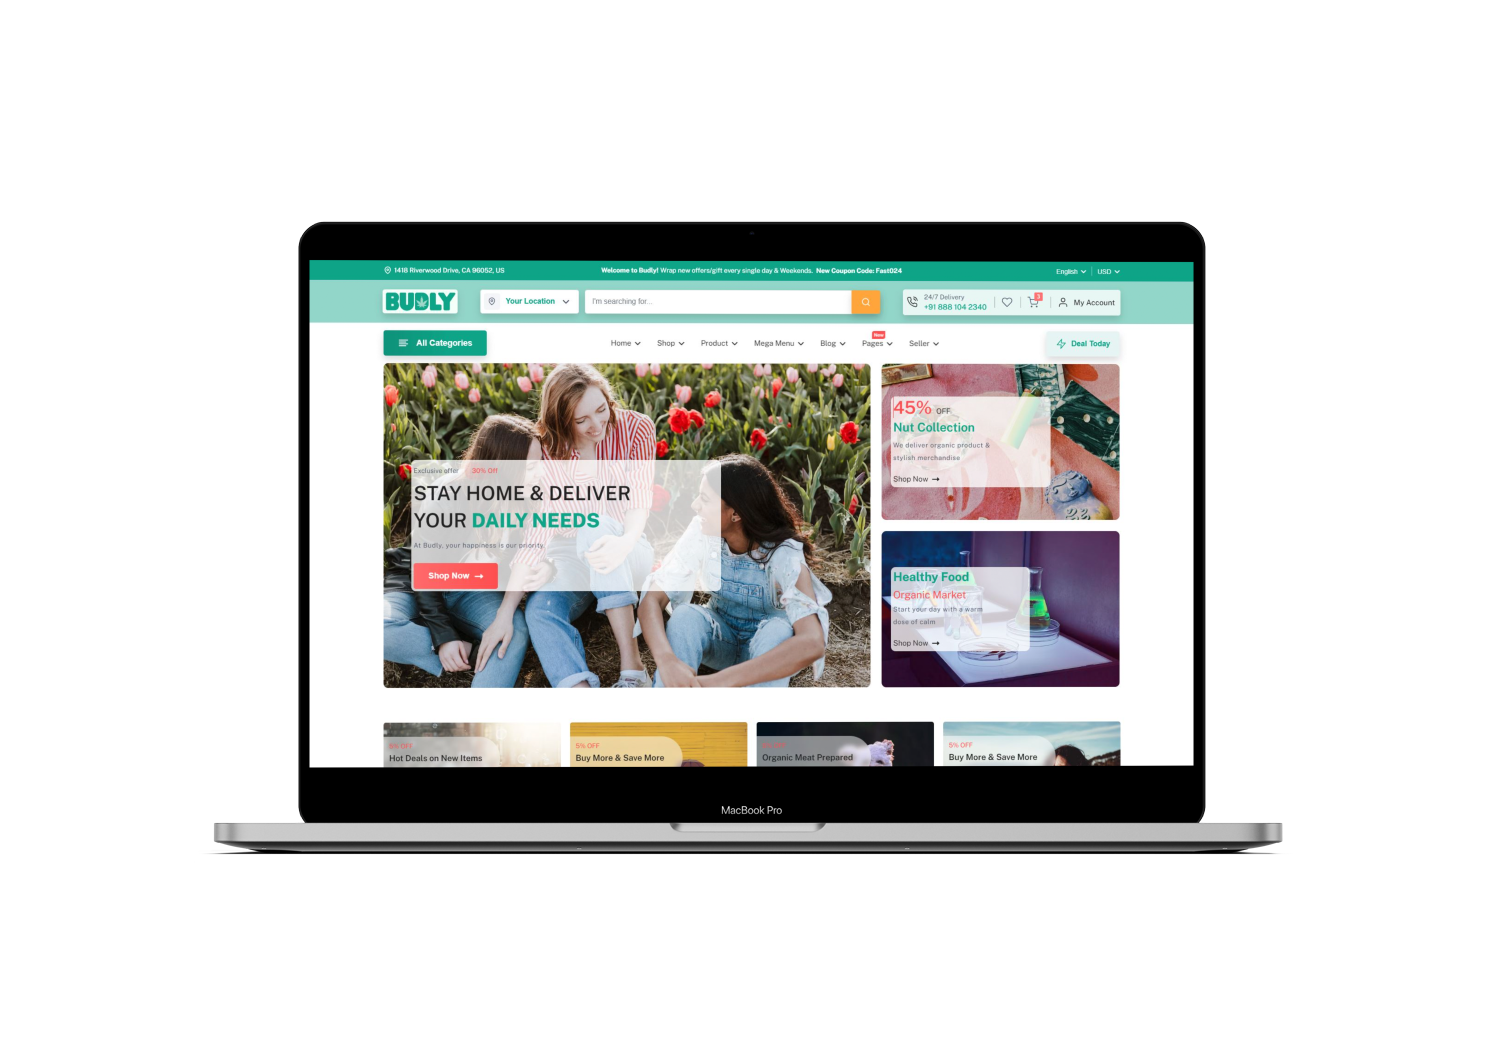 1418 Riverwood Drive, CA 96052, US
Welcome to Budly! Wrap new offers/gift every single day & Weekends. New Coupon Code: Fast024
English
USD
BUDLY
Your Location
I'm searching for...
24/7 Delivery
+91 888 104 2340
3
My Account
All Categories
Home
Shop
Product
Mega Menu
Blog
New
Pages
Seller
Deal Today
Exclusive offer 30% Off
STAY HOME & DELIVER
YOUR DAILY NEEDS
At Budly, your happiness is our priority.
Shop Now
45% OFF
Nut Collection
We deliver organic product &
stylish merchandise
Shop Now
Healthy Food
Organic Market
Start your day with a warm
dose of calm
Shop Now
5% OFF
Hot Deals on New Items
5% OFF
Buy More & Save More
Organic Meat Prepared
5% OFF
Buy More & Save More
MacBook Pro